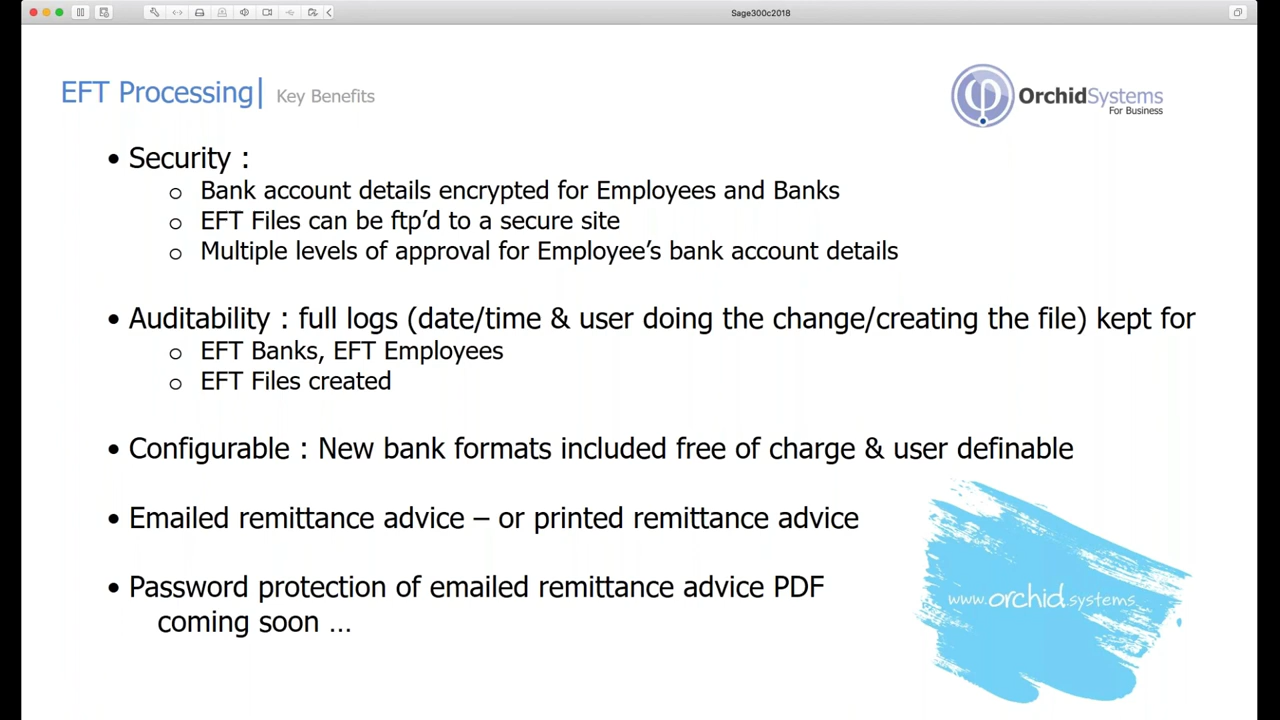 Sage300c2018
EFT Processing| Key Benefits
OrchidSystems
For Business
• Security :
o Bank account details encrypted for Employees and Banks
o EFT Files can be ftp’d to a secure site
o Multiple levels of approval for Employee’s bank account details
• Auditability : full logs (date/time & user doing the change/creating the file) kept for
o EFT Banks, EFT Employees
o EFT Files created
• Configurable : New bank formats included free of charge & user definable
• Emailed remittance advice – or printed remittance advice
• Password protection of emailed remittance advice PDF
coming soon …
www.orchid.systems